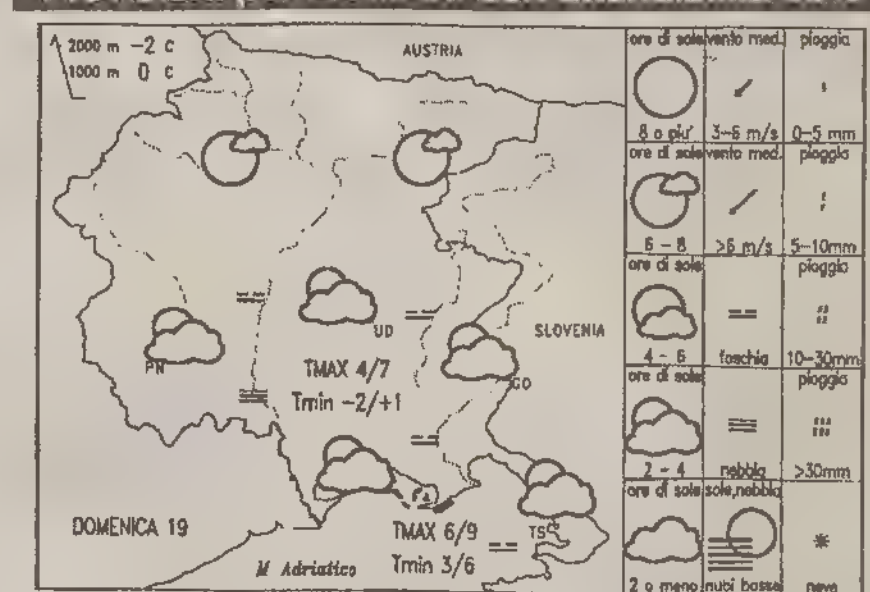 2000 m -2 C
1000 m 0 C
AUSTRIA
SLOVENIA
PN
UD
GO
TMAX 4/7
Tmin -2/+1
DOMENICA 19
TMAX 6/9
Tmin 3/6
TS
M Adriatico
ore di sole vento med. pioggia
8 o piu' 3-6 m/s 0-5 mm
ore di sole vento med. pioggia
6 - 8 >6 m/s 5-10mm
ore di sole pioggia
4 - 6 foschia 10-30mm
ore di sole pioggia
2 - 4 nebbia >30mm
ore di sole sole,nebbia
2 o meno nubi basse neve